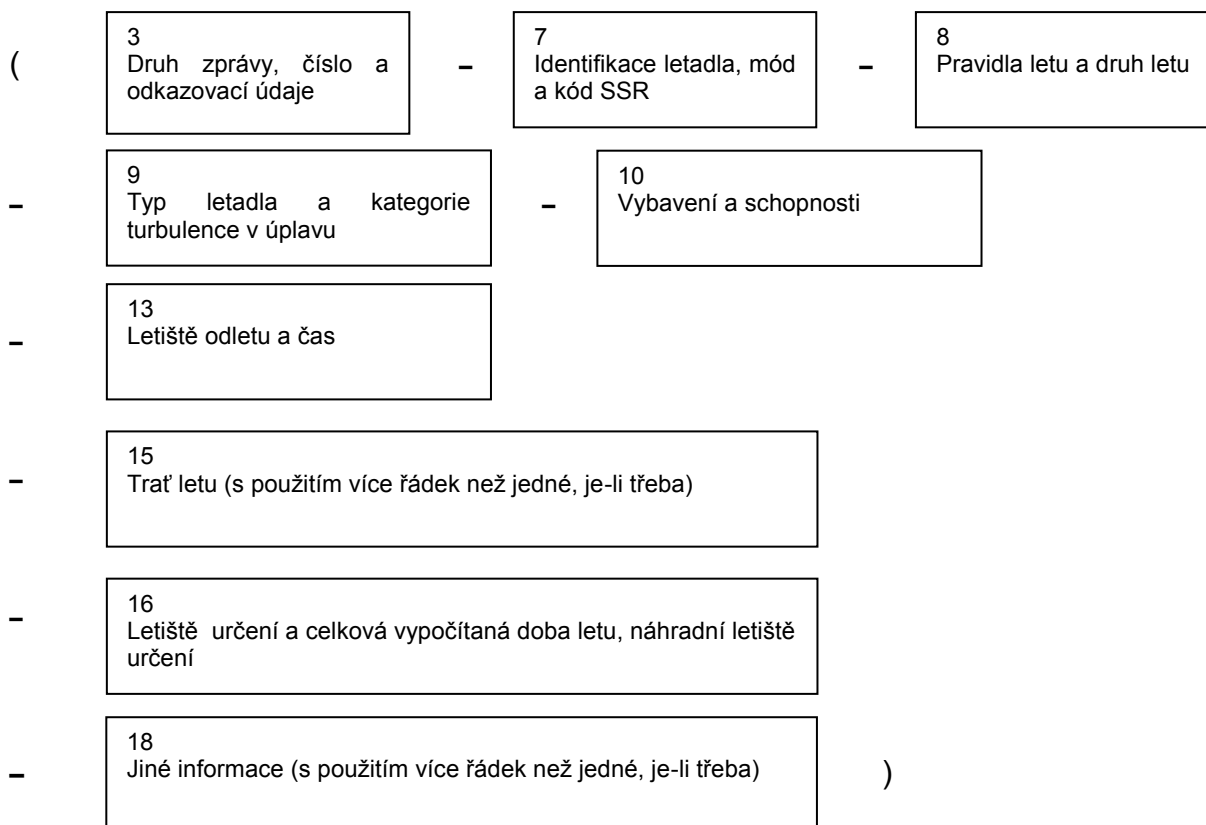 ( 3 – 7 – 8
Druh zprávy, číslo a odkazovací údaje
Identifikace letadla, mód a kód SSR
Pravidla letu a druh letu
– 9 – 10
Typ letadla a kategorie turbulence v úplavu
Vybavení a schopnosti
– 13
Letiště odletu a čas
– 15
Trať letu (s použitím více řádek než jedné, je-li třeba)
– 16
Letiště určení a celková vypočítaná doba letu, náhradní letiště
určení
– 18
Jiné informace (s použitím více řádek než jedné, je-li třeba) )